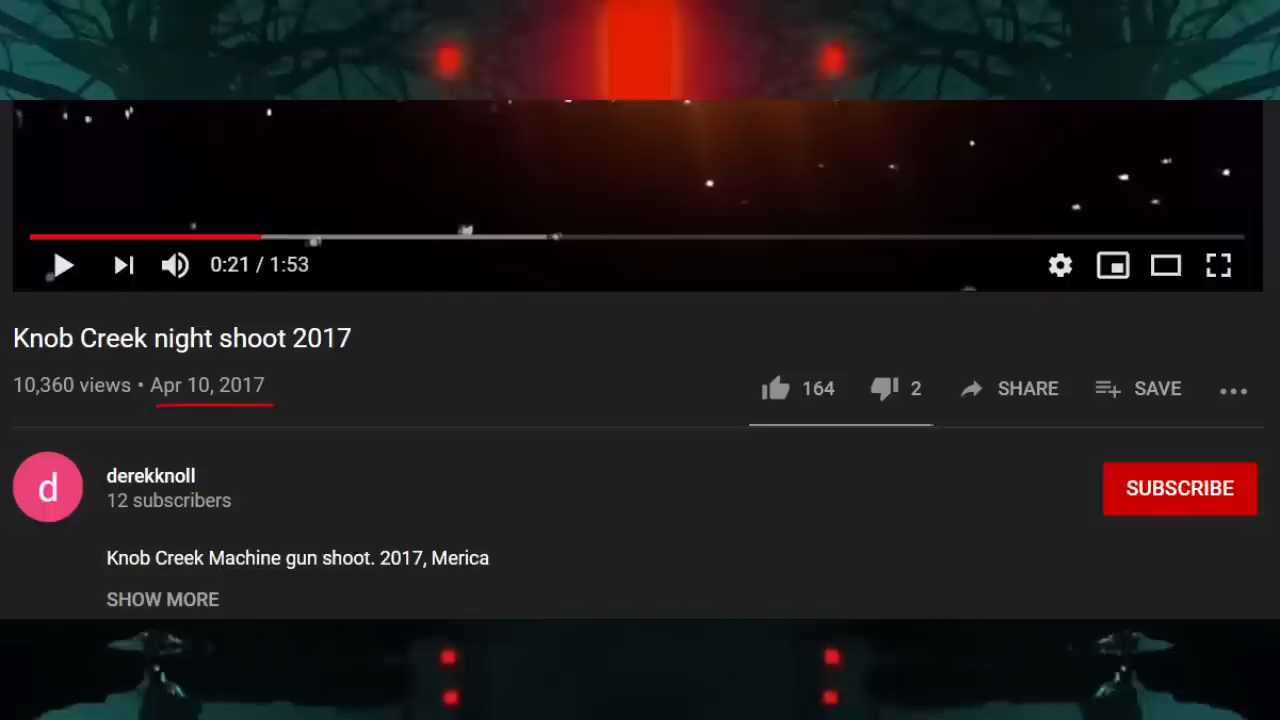 0:21 / 1:53
Knob Creek night shoot 2017
10,360 views • Apr 10, 2017
164
2
SHARE
SAVE
d
derekknoll
12 subscribers
SUBSCRIBE
Knob Creek Machine gun shoot. 2017, Merica
SHOW MORE